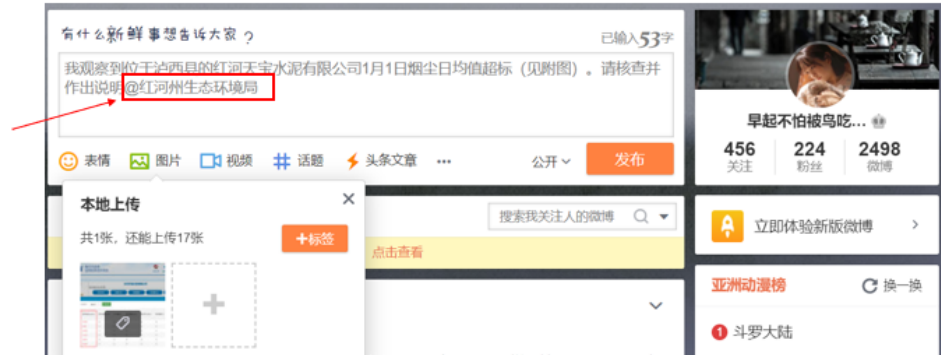 有什么新鲜事想告诉大家？
已输入53字
我观察到位于泸西县的红河天宝水泥有限公司1月1日烟尘日均值超标（见附图）。请核查并
作出说明@红河州生态环境局
表情 图片 视频 话题 头条文章 ... 公开 发布
本地上传
共1张，还能上传17张 +标签
搜索我关注人的微博
点击查看
早起不怕被鸟吃...
456 224 2498
关注 粉丝 微博
立即体验新版微博
亚洲动漫榜 换一换
1 斗罗大陆